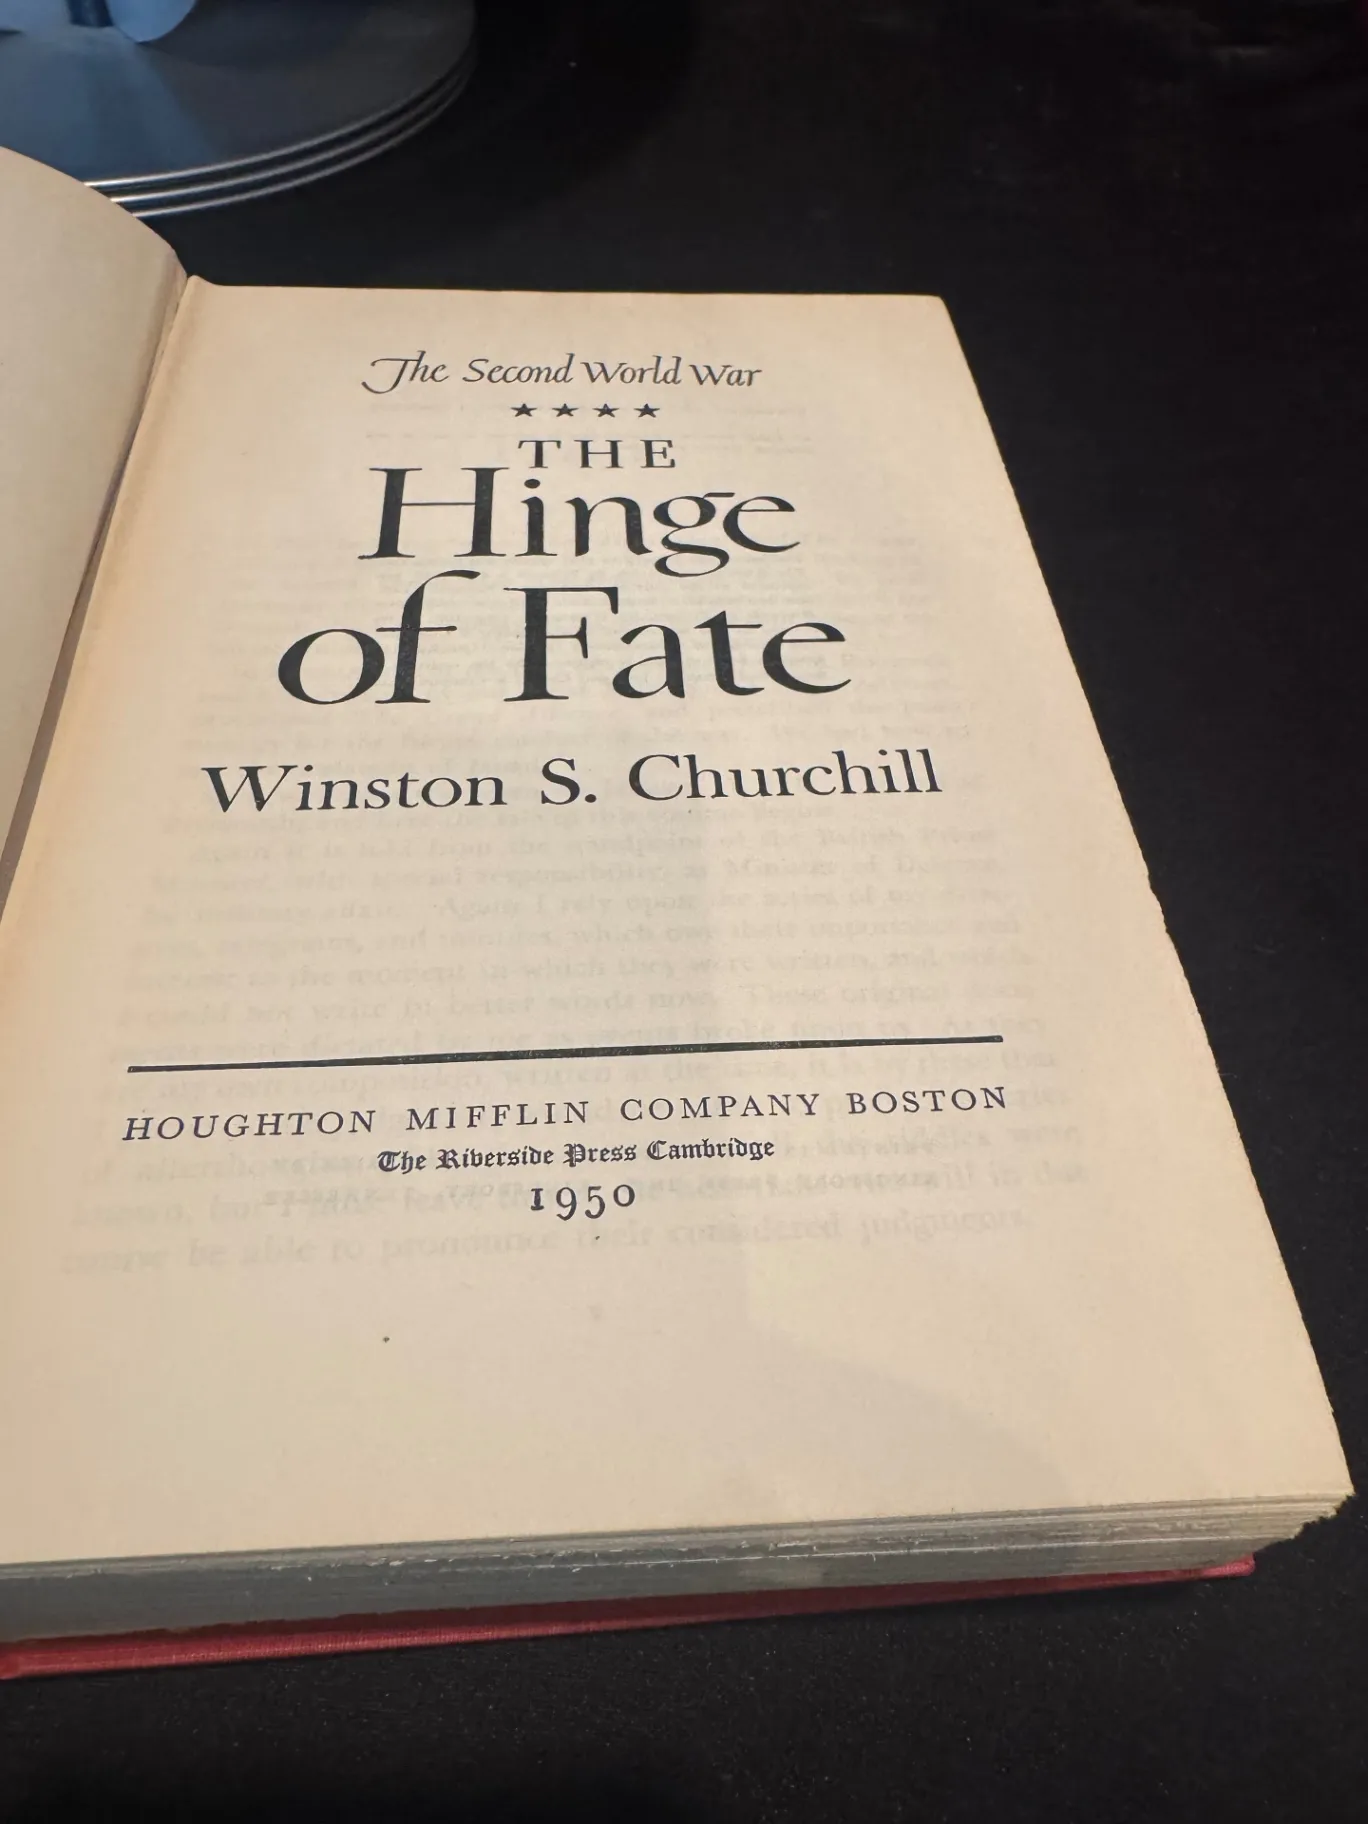 The Second World War
★ ★ ★ ★
THE
Hinge
of Fate
Winston S. Churchill
HOUGHTON MIFFLIN COMPANY BOSTON
The Riverside Press Cambridge
1950